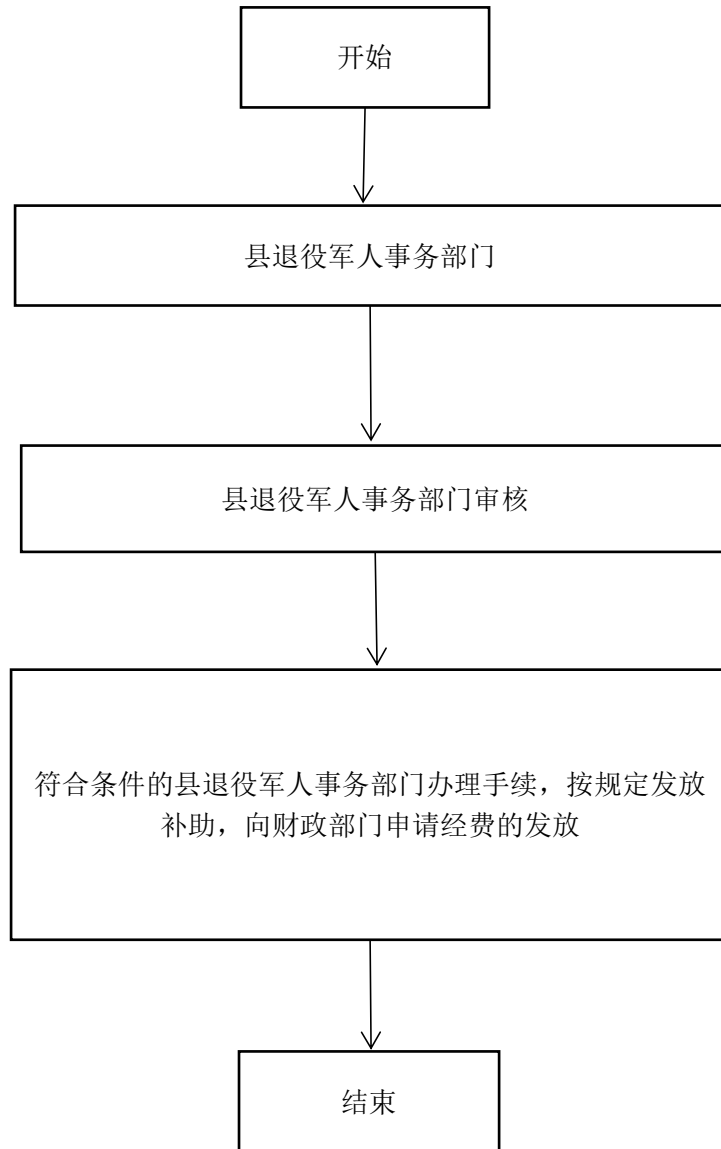 开始
县退役军人事务部门
县退役军人事务部门审核
符合条件的县退役军人事务部门办理手续，按规定发放
补助，向财政部门申请经费的发放
结束